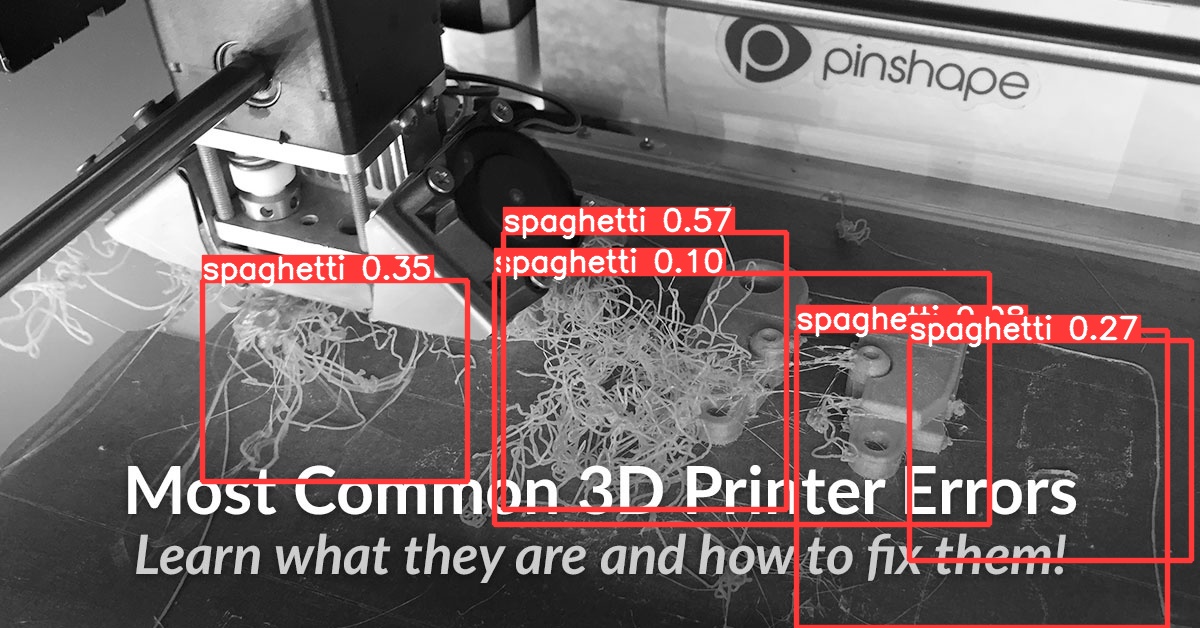 pinshape
spaghetti 0.57
spaghetti 0.10
spaghetti 0.35
spaghetti
spaghetti 0.27
Most Common 3D Printer Errors
Learn what they are and how to fix them!